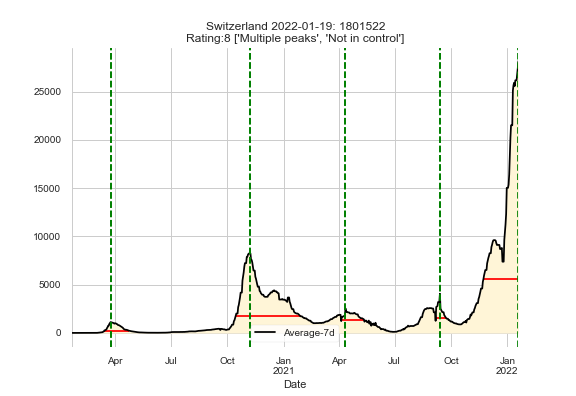 Switzerland 2022-01-19: 1801522
Rating:8 ['Multiple peaks', 'Not in control']
25000
20000
15000
10000
5000
0
Average-7d
Apr
Jul
Oct
Jan
2021
Apr
Jul
Oct
Jan
2022
Date